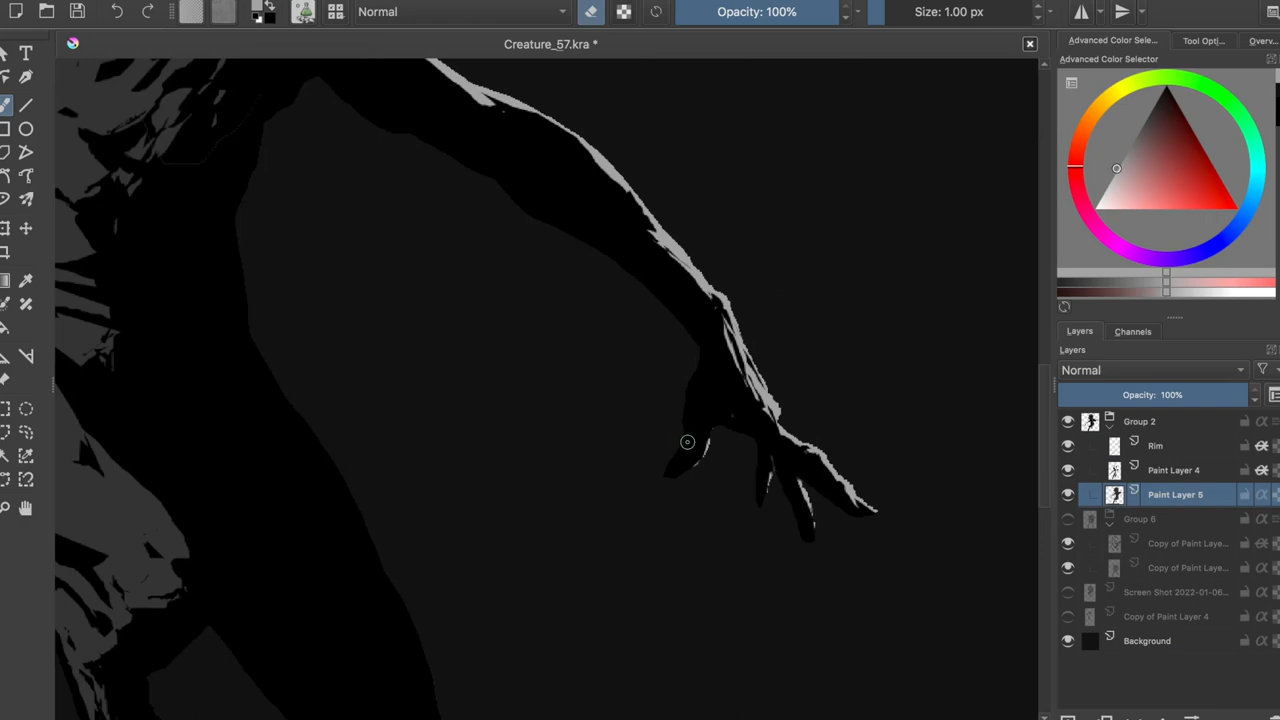 Normal
Opacity: 100%
Size: 1.00 px
Creature_57.kra *
Advanced Color Sele...
Tool Opti...
Overv...
Advanced Color Selector
Layers
Channels
Layers
Normal
Opacity: 100%
Group 2
Rim
Paint Layer 4
Paint Layer 5
Group 6
Copy of Paint Laye...
Copy of Paint Laye...
Screen Shot 2022-01-06...
Copy of Paint Layer 4
Background